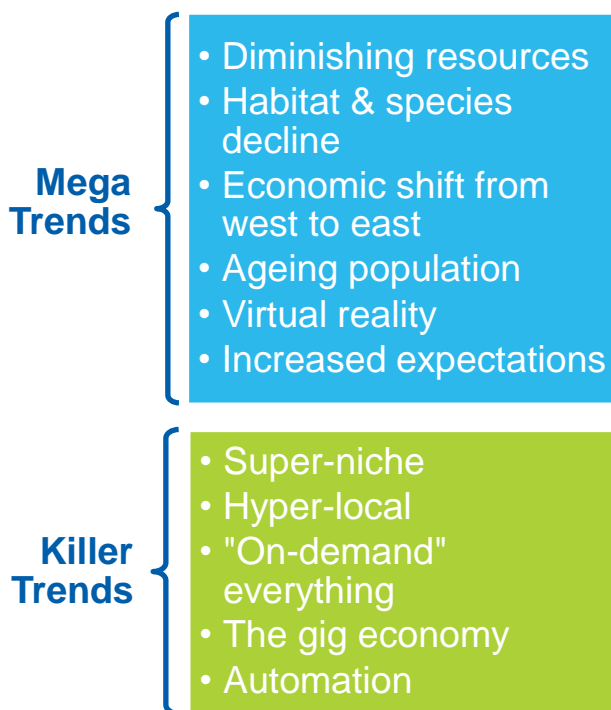 Mega
Trends
• Diminishing resources
• Habitat & species
decline
• Economic shift from
west to east
• Ageing population
• Virtual reality
• Increased expectations
Killer
Trends
• Super-niche
• Hyper-local
• "On-demand"
everything
• The gig economy
• Automation